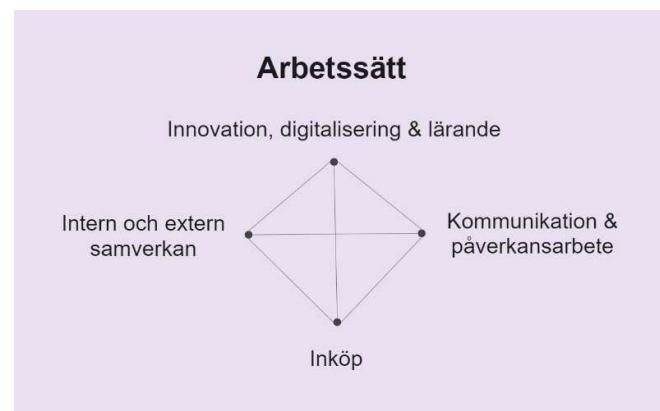 Arbetssätt
Innovation, digitalisering & lärande
Intern och extern
samverkan
Kommunikation &
påverkansarbete
Inköp